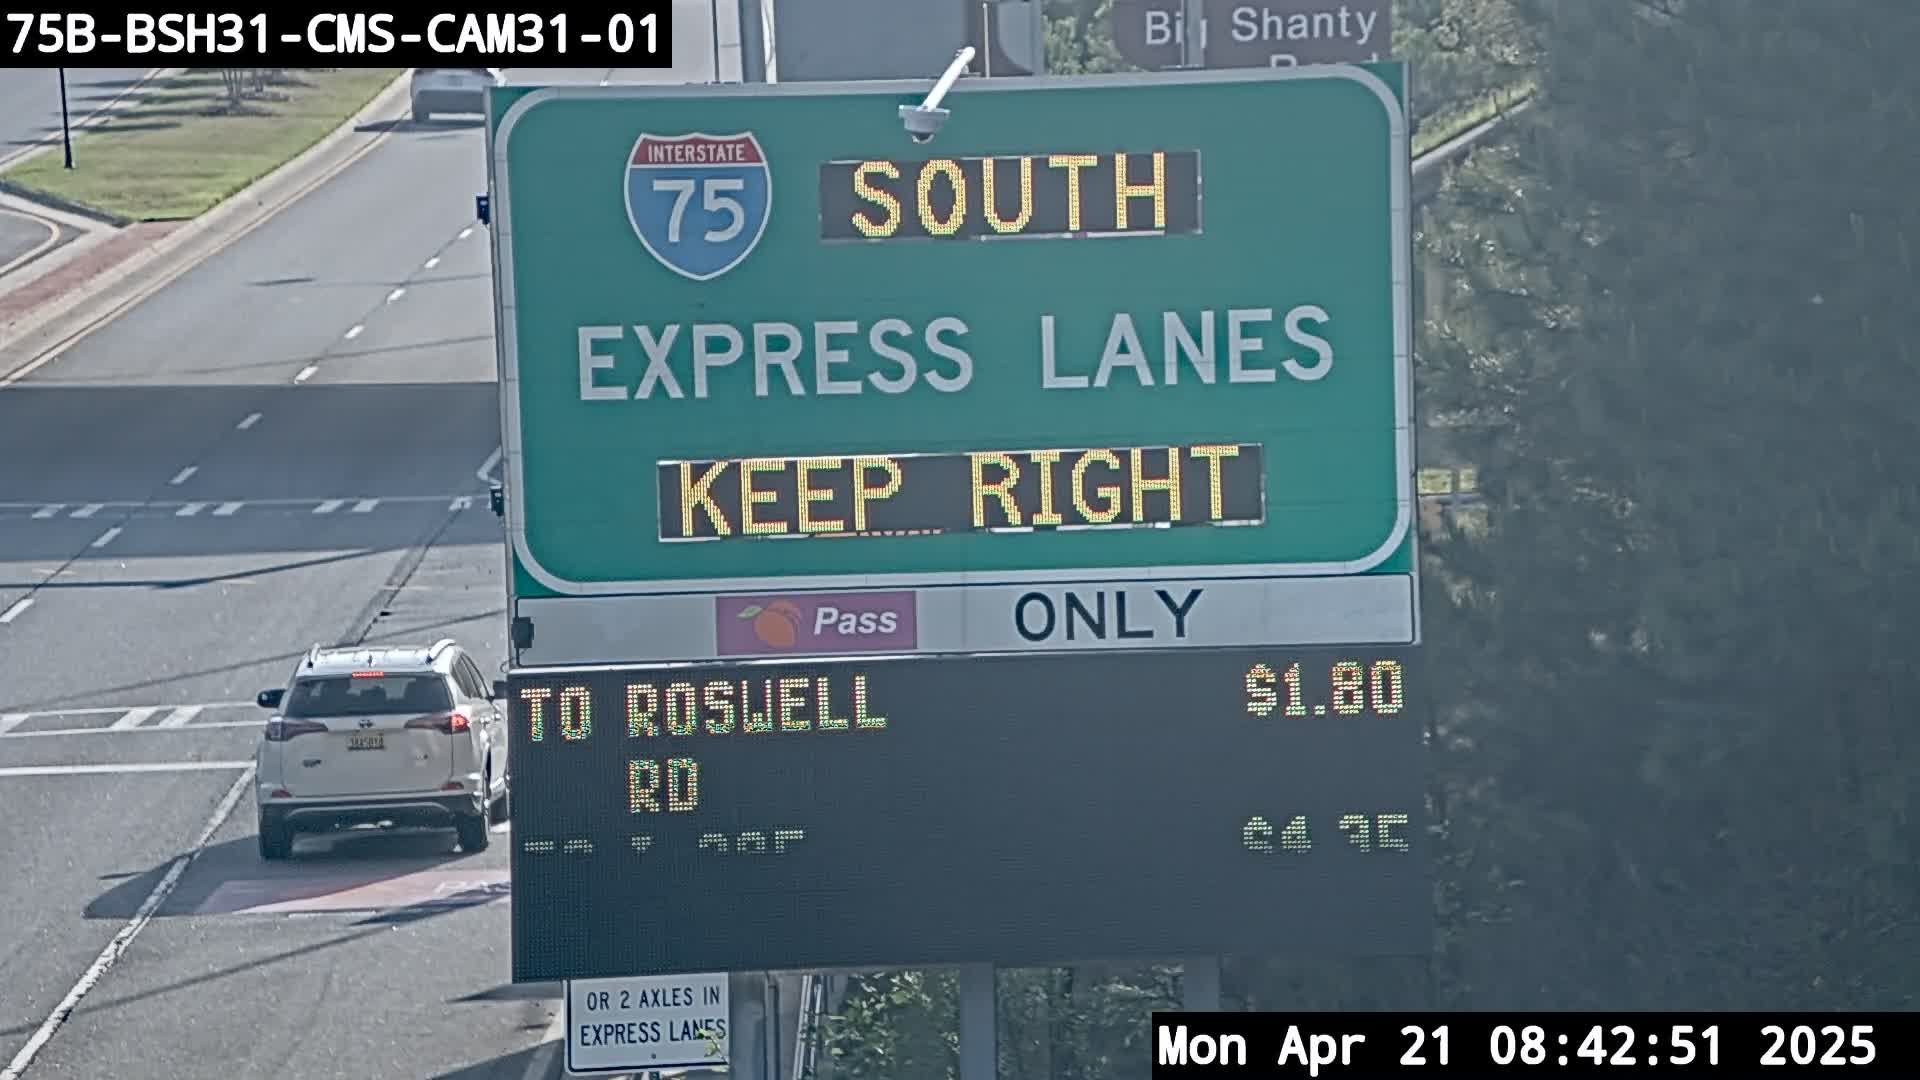 75B-BSH31-CMS-CAM31-01
Big Shanty
INTERSTATE
75
SOUTH
EXPRESS LANES
KEEP RIGHT
Pass ONLY
TO ROSWELL $1.80
RD
OR 2 AXLES IN
EXPRESS LANES
Mon Apr 21 08:42:51 2025